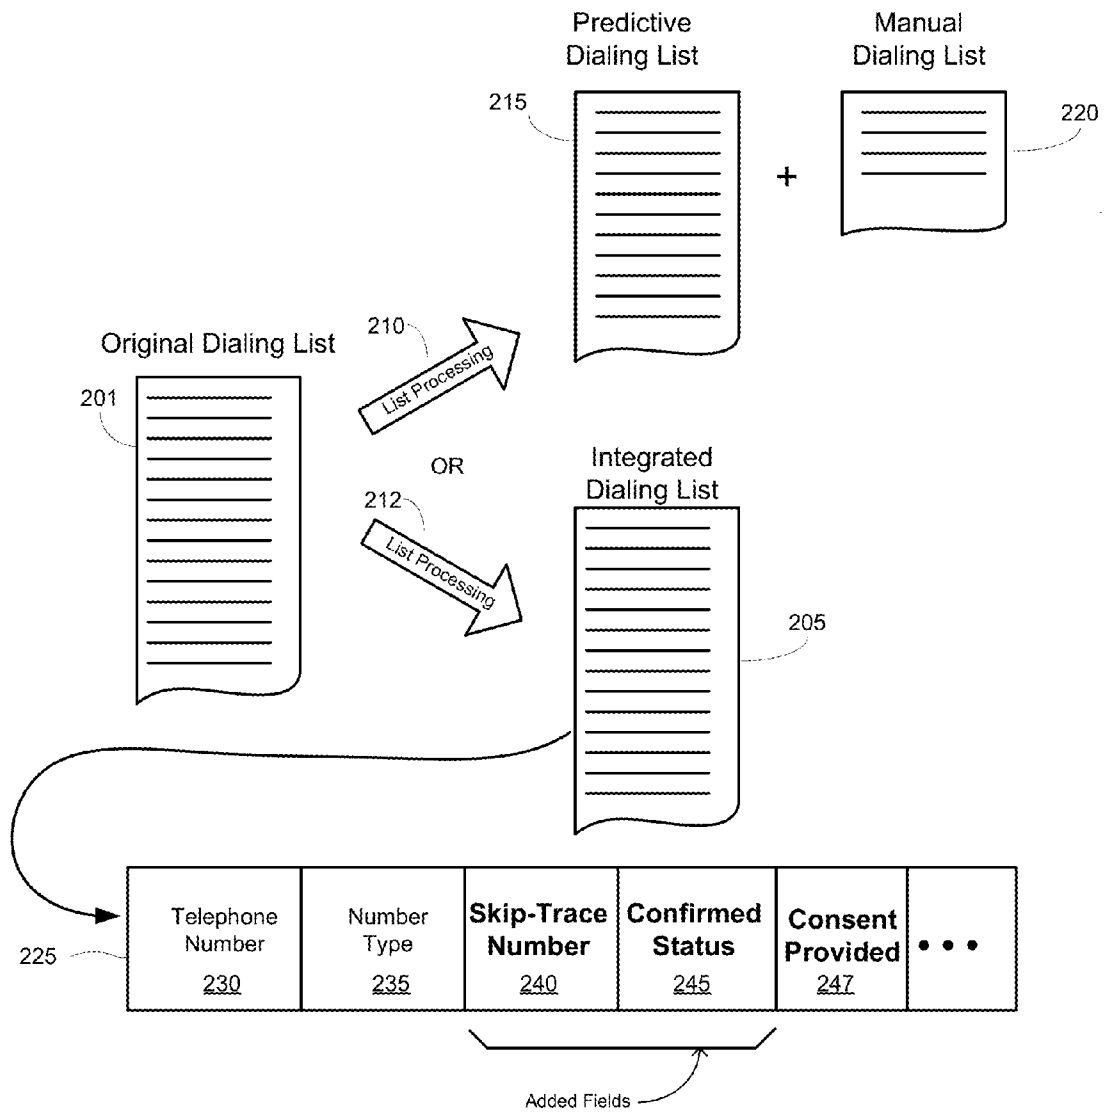 Predictive
Dialing List
Manual
Dialing List
215
220
+
210
List Processing
Original Dialing List
201
OR
212
List Processing
Integrated
Dialing List
205
225
Telephone
Number
230
Number
Type
235
Skip-Trace
Number
240
Confirmed
Status
245
Consent
Provided
247
• • •
Added Fields